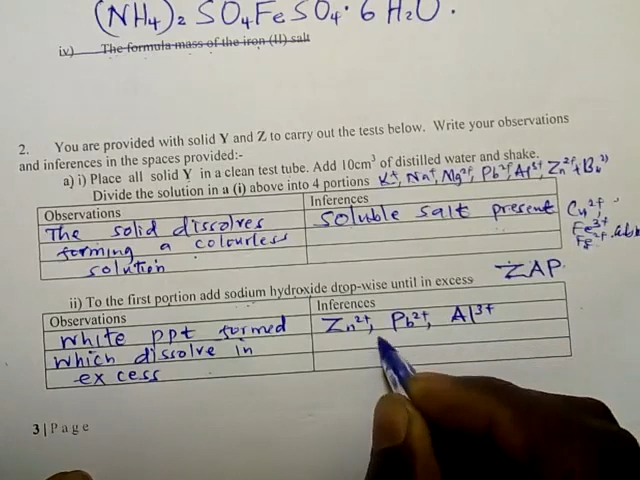 (NH4)2 SO4 FeSO4 · 6 H2O.
iv) The formula mass of the iron (II) salt
2. You are provided with solid Y and Z to carry out the tests below. Write your observations
and inferences in the spaces provided:-
a) i) Place all solid Y in a clean test tube. Add 10cm3 of distilled water and shake.
Divide the solution in a (i) above into 4 portions K+, Na+, Mg2+, Pb2+, Al3+, Zn2+
Observations Inferences
The solid dissolves soluble salt present Cu2+,
forming a colourless Fe3+
solution Fe2+
ZAP
ii) To the first portion add sodium hydroxide drop-wise until in excess
Observations Inferences
white ppt formed Zn2+, Pb2+, Al3+
which dissolve in
excess
3 | Page